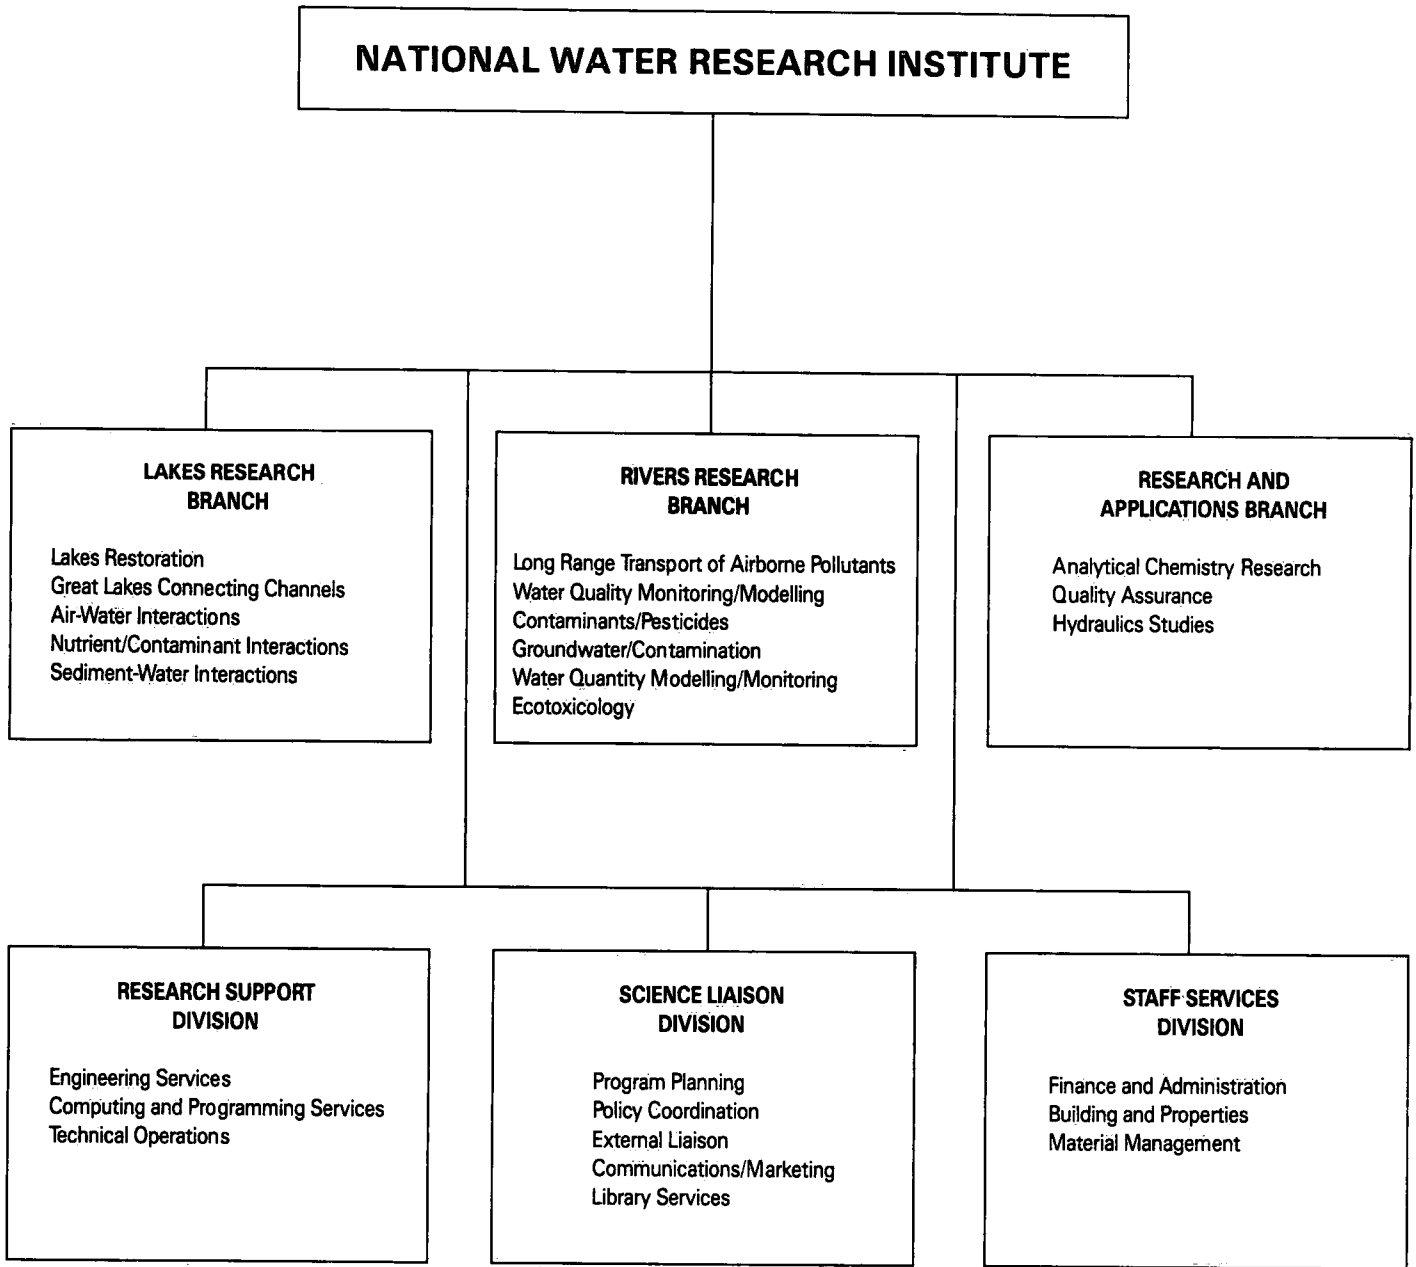 NATIONAL WATER RESEARCH INSTITUTE
LAKES RESEARCH
BRANCH
Lakes Restoration
Great Lakes Connecting Channels
Air-Water Interactions
Nutrient/Contaminant Interactions
Sediment-Water Interactions
RIVERS RESEARCH
BRANCH
Long Range Transport of Airborne Pollutants
Water Quality Monitoring/Modelling
Contaminants/Pesticides
Groundwater/Contamination
Water Quantity Modelling/Monitoring
Ecotoxicology
RESEARCH AND
APPLICATIONS BRANCH
Analytical Chemistry Research
Quality Assurance
Hydraulics Studies
RESEARCH SUPPORT
DIVISION
Engineering Services
Computing and Programming Services
Technical Operations
SCIENCE LIAISON
DIVISION
Program Planning
Policy Coordination
External Liaison
Communications/Marketing
Library Services
STAFF SERVICES
DIVISION
Finance and Administration
Building and Properties
Material Management